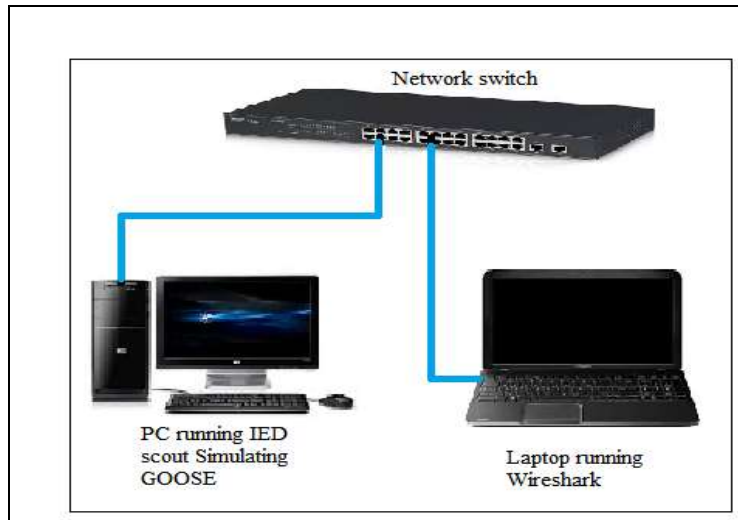 Network switch
PC running IED
scout Simulating
GOOSE
Laptop running
Wireshark